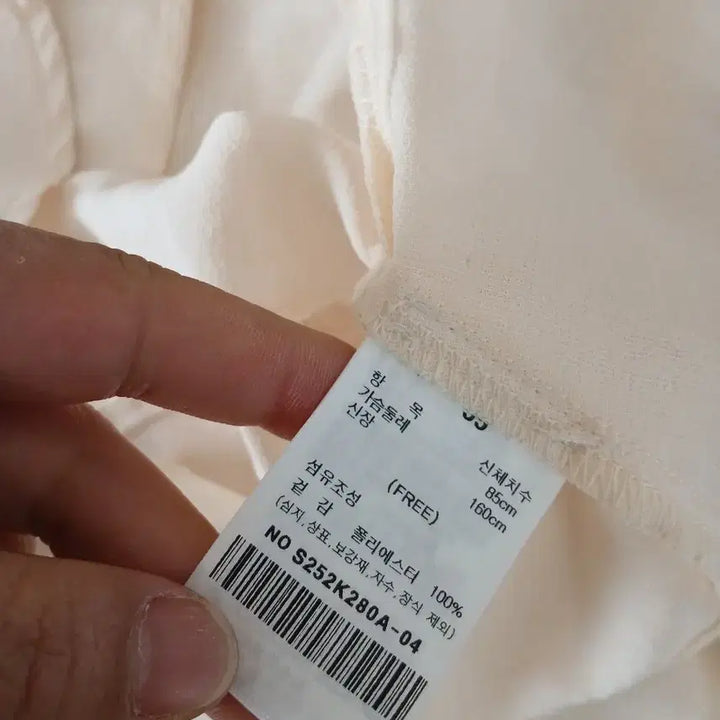 항 목 신체치수
가슴둘레 85cm
신장 160cm
(FREE)
섬유조성
겉 감 폴리에스터 100%
(심지,상표,보강재,자수,장식 제외)
NO S252K280A-04